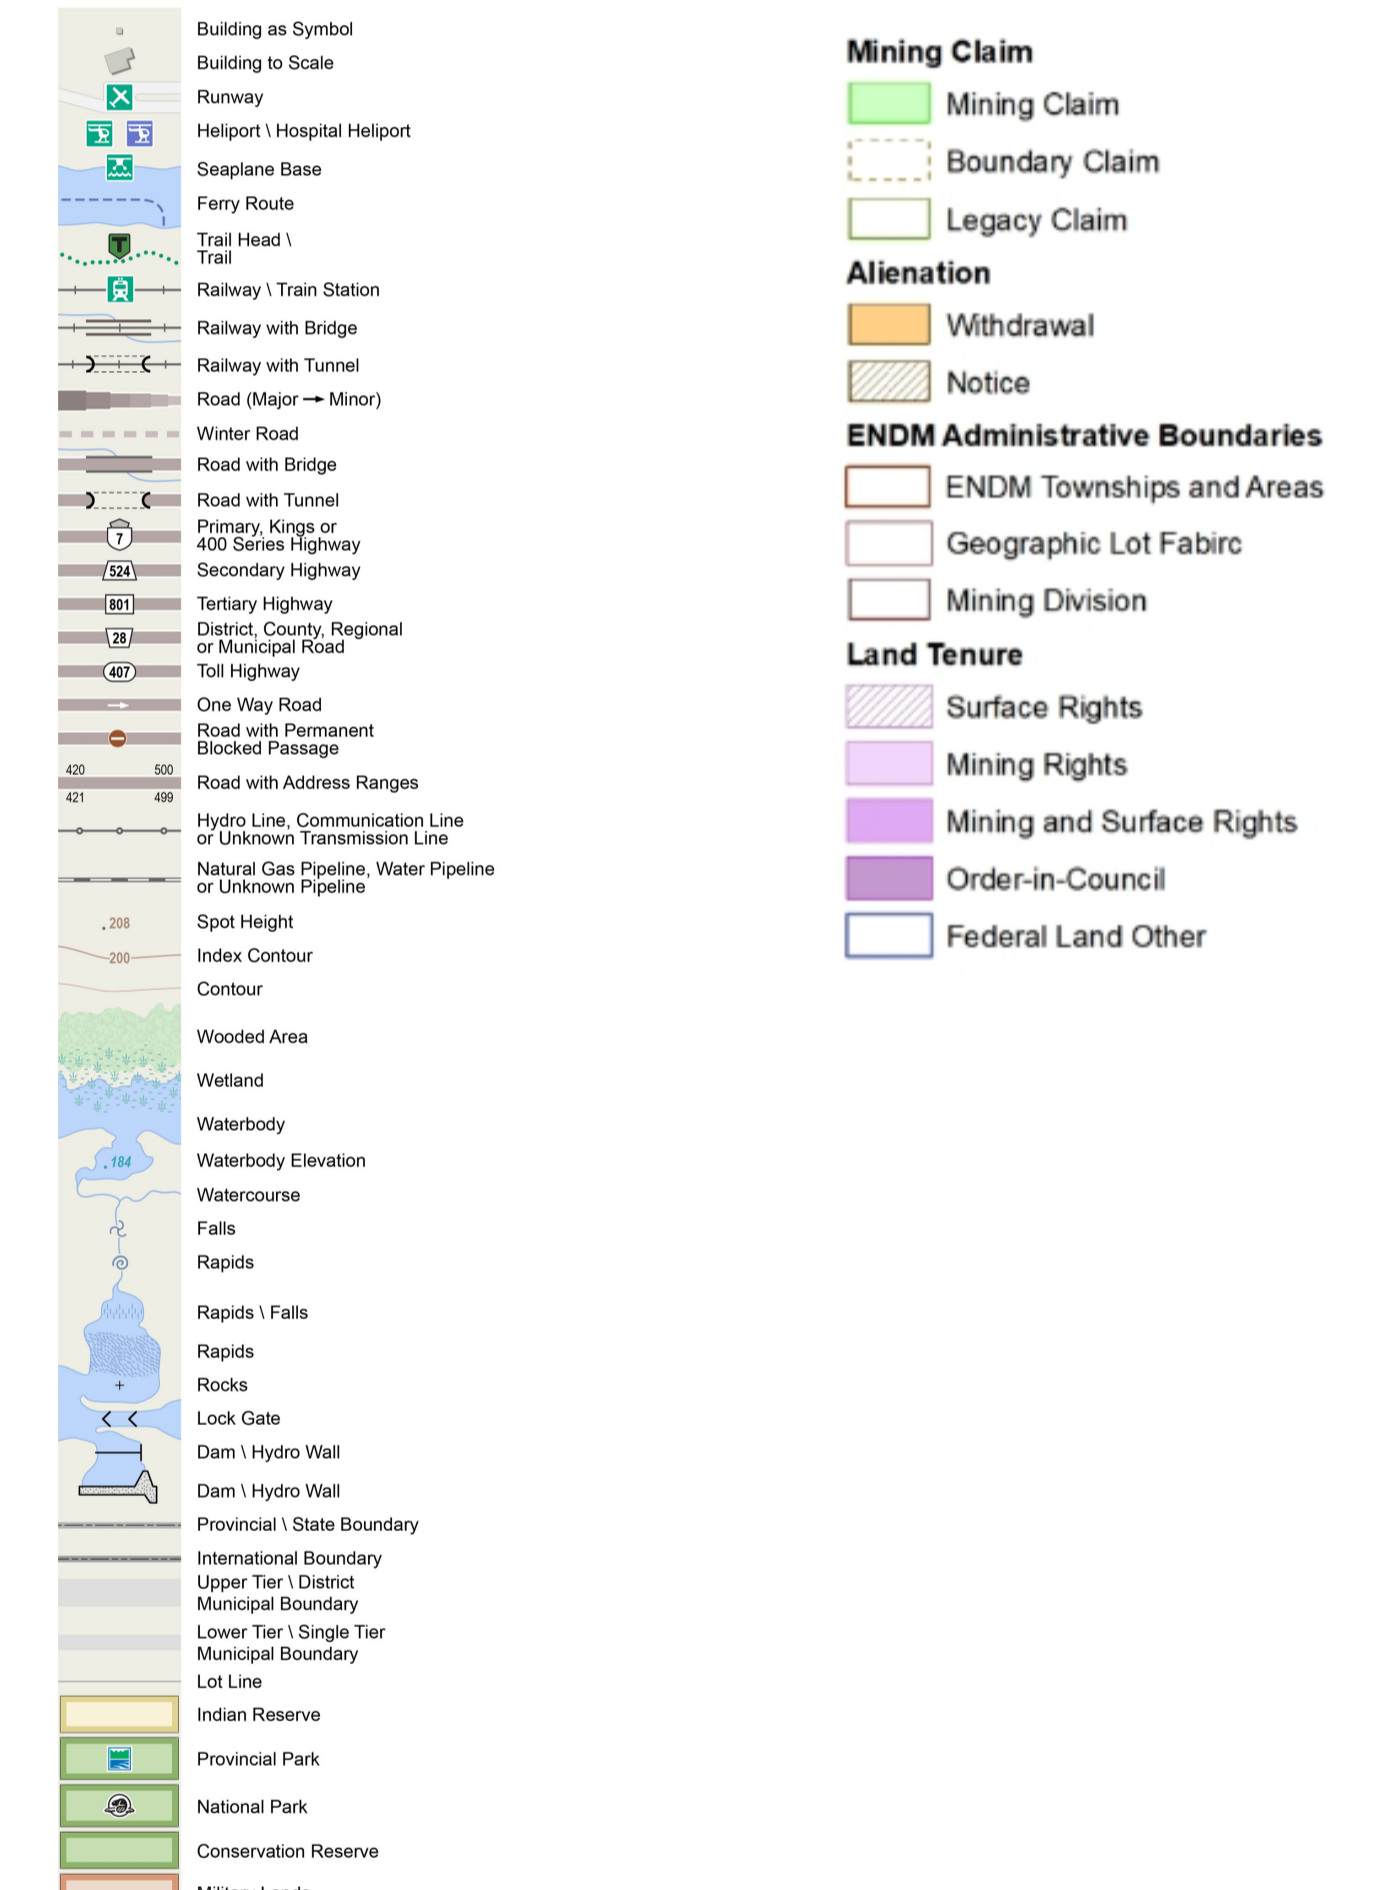 Building as Symbol
Building to Scale
Runway
Heliport \ Hospital Heliport
Seaplane Base
Ferry Route
T
Trail Head \
Trail
Railway \ Train Station
Railway with Bridge
Railway with Tunnel
Road (Major → Minor)
Winter Road
Road with Bridge
Road with Tunnel
7
Primary, Kings or
400 Series Highway
524
Secondary Highway
801
Tertiary Highway
28
District, County, Regional
or Municipal Road
407
Toll Highway
One Way Road
Road with Permanent
Blocked Passage
420 500
Road with Address Ranges
421 499
Hydro Line, Communication Line
or Unknown Transmission Line
Natural Gas Pipeline, Water Pipeline
or Unknown Pipeline
.208
Spot Height
200
Index Contour
Contour
Wooded Area
Wetland
Waterbody
.184
Waterbody Elevation
Watercourse
Falls
Rapids
Rapids \ Falls
Rapids
Rocks
Lock Gate
Dam \ Hydro Wall
Dam \ Hydro Wall
Provincial \ State Boundary
International Boundary
Upper Tier \ District
Municipal Boundary
Lower Tier \ Single Tier
Municipal Boundary
Lot Line
Indian Reserve
Provincial Park
National Park
Conservation Reserve
Mining Claim
Mining Claim
Boundary Claim
Legacy Claim
Alienation
Withdrawal
Notice
ENDM Administrative Boundaries
ENDM Townships and Areas
Geographic Lot Fabirc
Mining Division
Land Tenure
Surface Rights
Mining Rights
Mining and Surface Rights
Order-in-Council
Federal Land Other